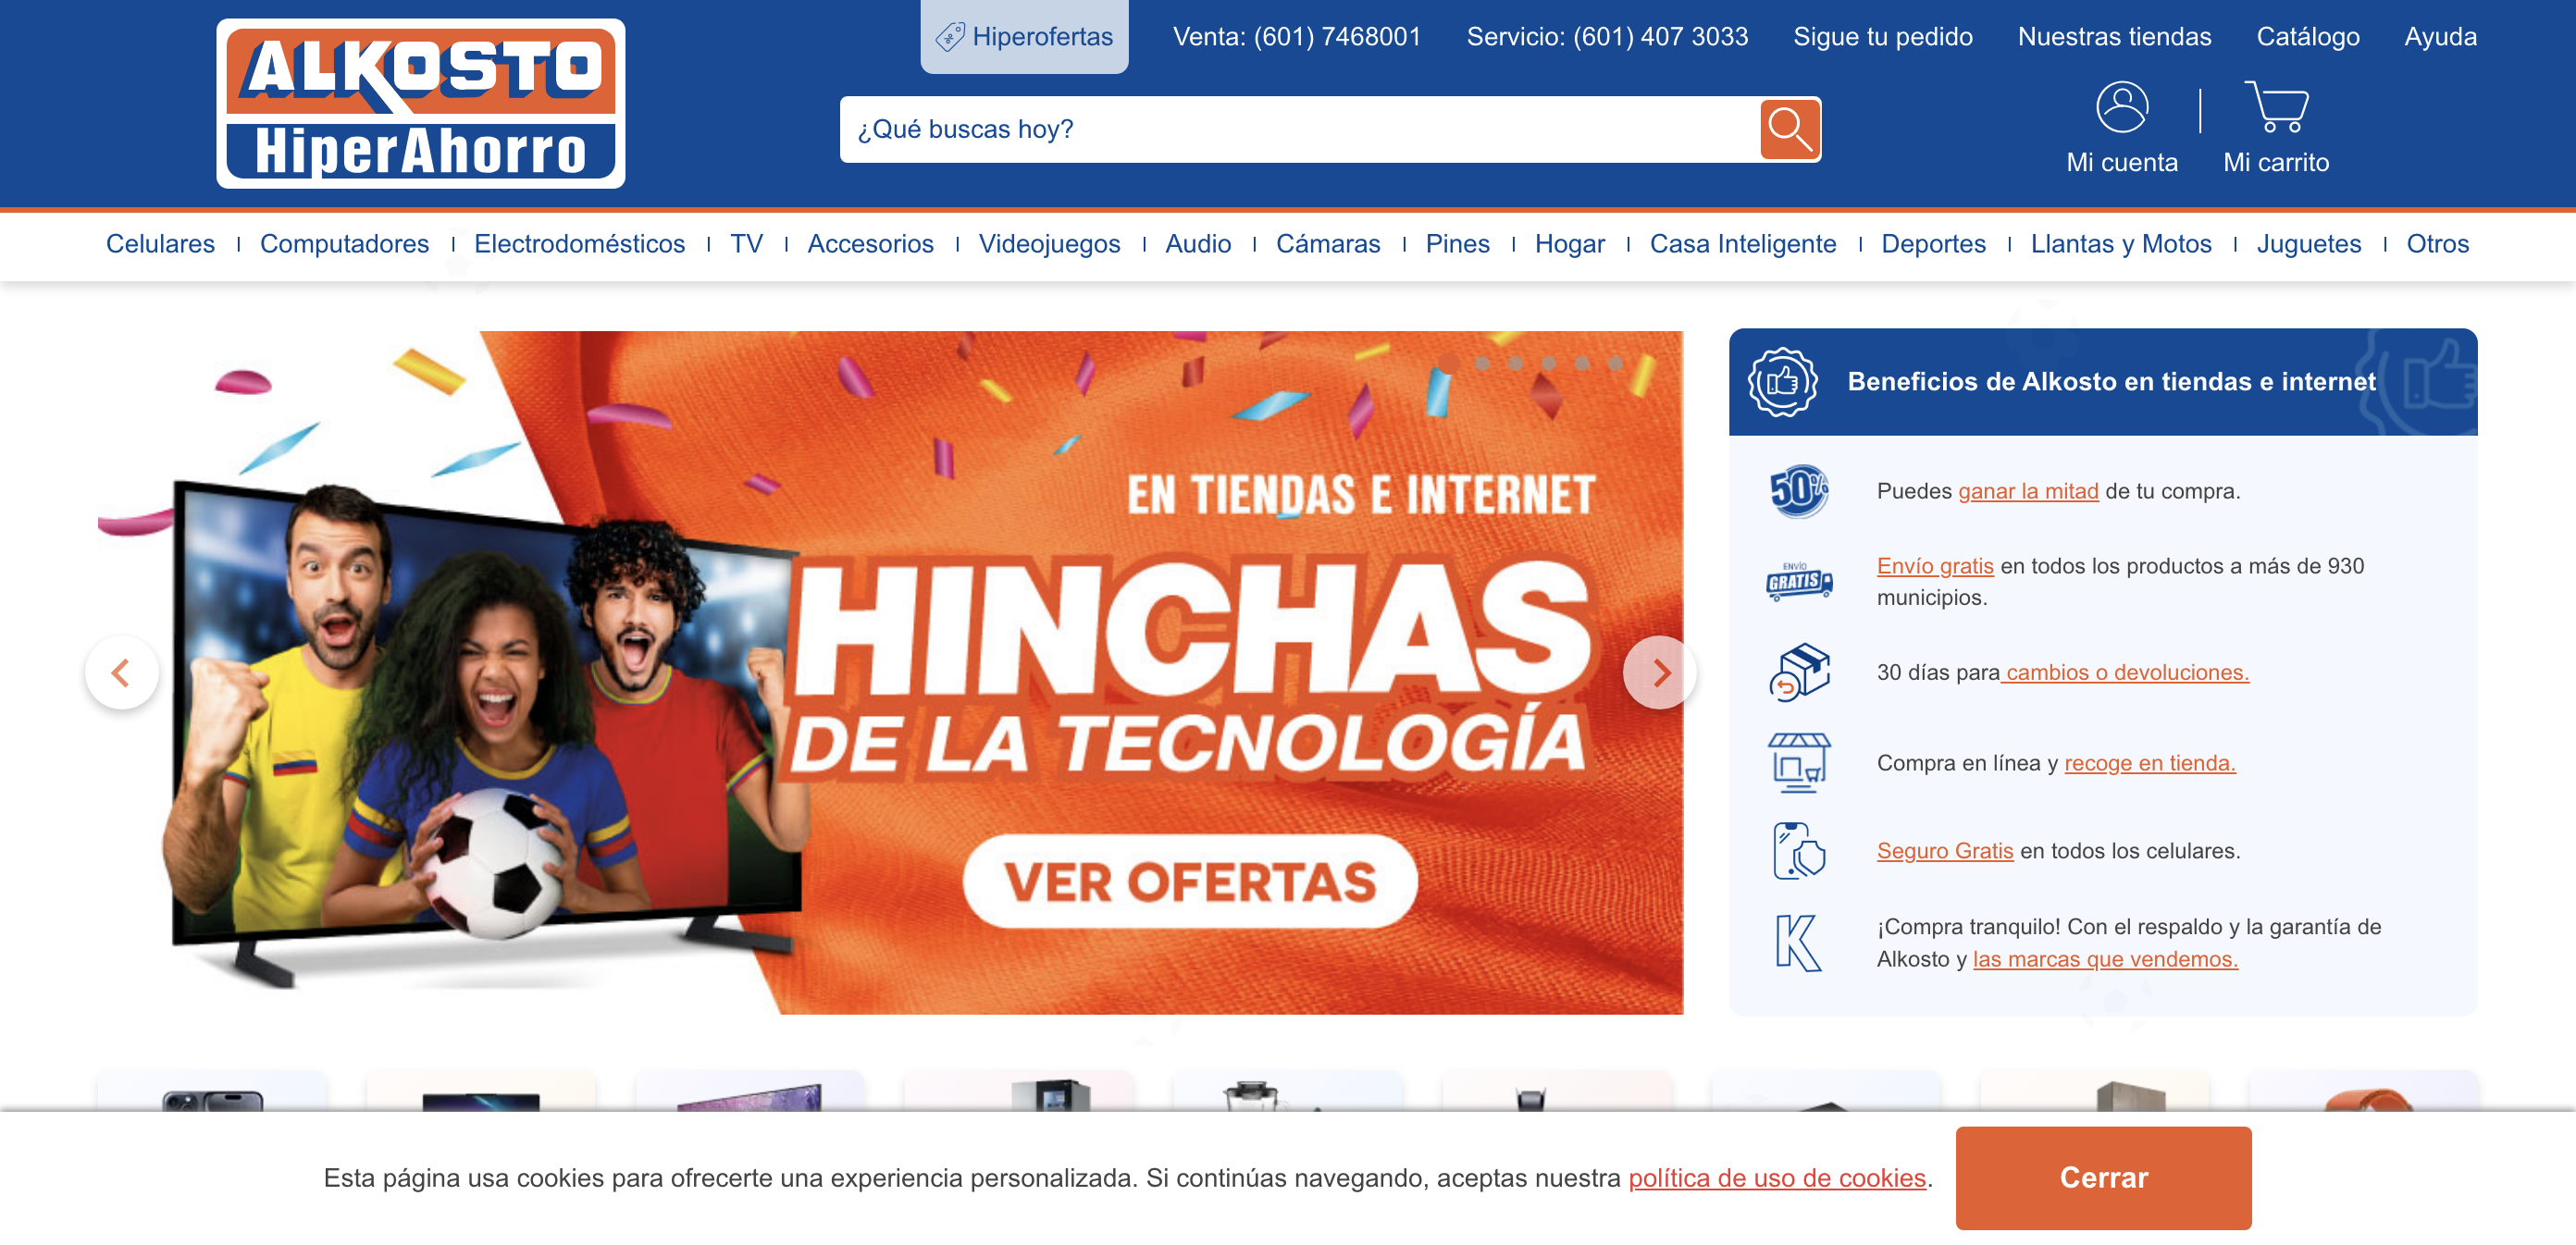 ALKOSTO
HiperAhorro
Hiperofertas
Venta: (601) 7468001
Servicio: (601) 407 3033
Sigue tu pedido
Nuestras tiendas
Catálogo
Ayuda
¿Qué buscas hoy?
Mi cuenta
Mi carrito
Celulares
Computadores
Electrodomésticos
TV
Accesorios
Videojuegos
Audio
Cámaras
Pines
Hogar
Casa Inteligente
Deportes
Llantas y Motos
Juguetes
Otros
EN TIENDAS E INTERNET
HINCHAS
DE LA TECNOLOGÍA
VER OFERTAS
Beneficios de Alkosto en tiendas e internet
50%
Puedes ganar la mitad de tu compra.
ENVÍO
GRATIS
Envío gratis en todos los productos a más de 930
municipios.
30 días para cambios o devoluciones.
Compra en línea y recoge en tienda.
Seguro Gratis en todos los celulares.
K
¡Compra tranquilo! Con el respaldo y la garantía de
Alkosto y las marcas que vendemos.
Esta página usa cookies para ofrecerte una experiencia personalizada. Si continúas navegando, aceptas nuestra política de uso de cookies.
Cerrar